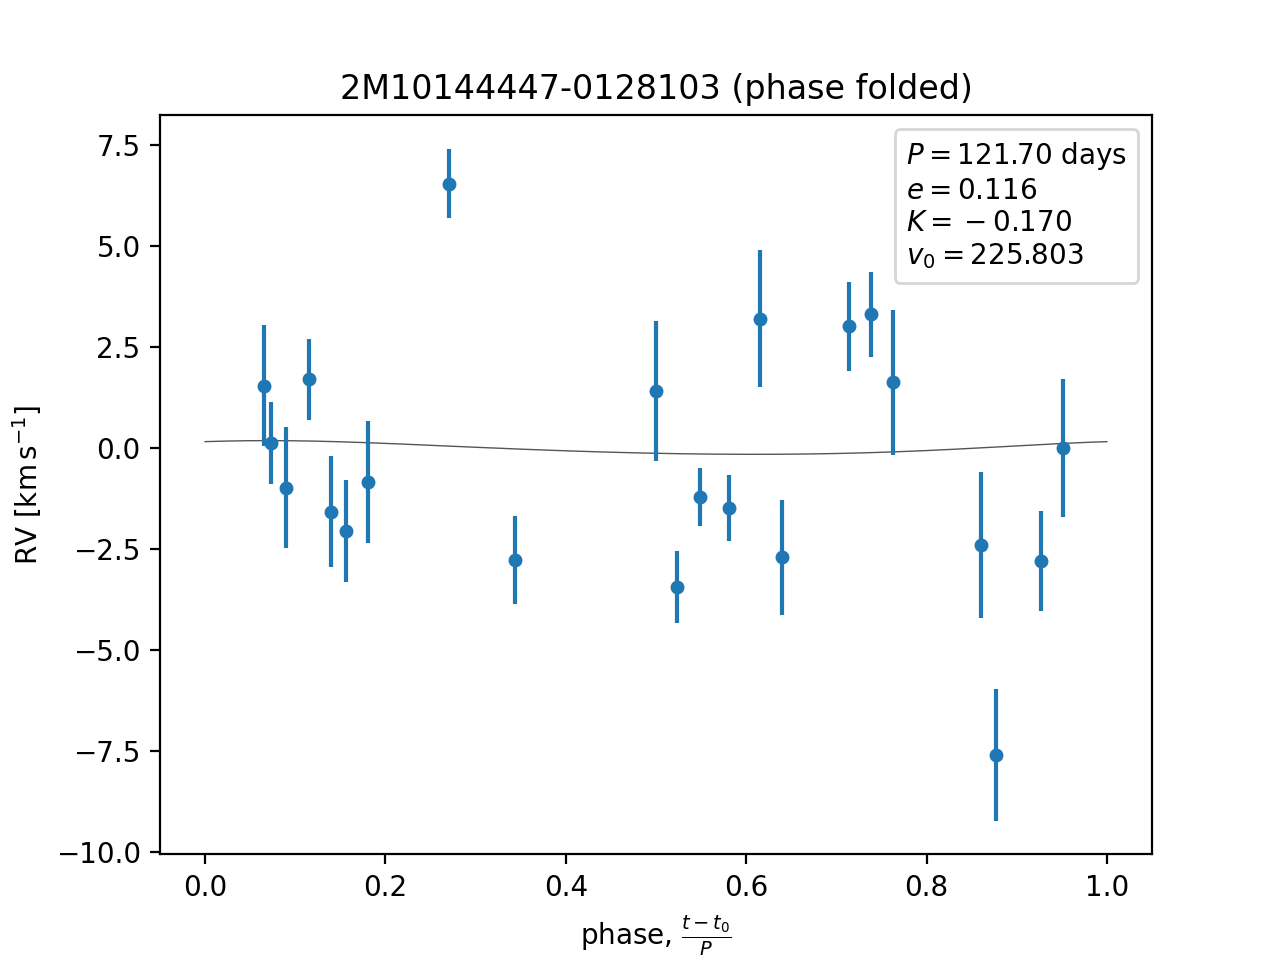 2M10144447-0128103 (phase folded)
P = 121.70 days
e = 0.116
K = −0.170
v₀ = 225.803
RV [km s⁻¹]
7.5
5.0
2.5
0.0
−2.5
−5.0
−7.5
−10.0
0.0 0.2 0.4 0.6 0.8 1.0
phase, (t − t₀)/P